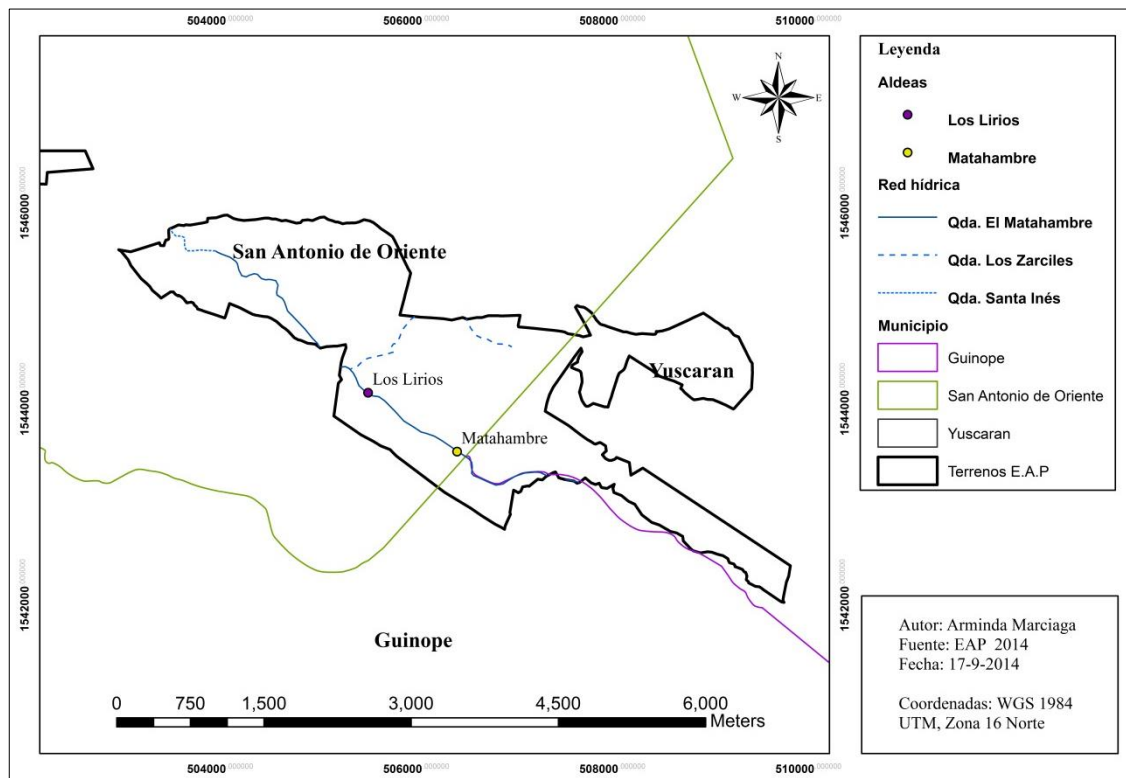 504000.000000 506000.000000 508000.000000 510000.000000
N
W E
S
1546000.000000 1546000.000000
San Antonio de Oriente
Los Lirios
Yuscaran
1544000.000000 1544000.000000
Matahambre
1542000.000000 1542000.000000
Guinope
0 750 1,500 3,000 4,500 6,000
Meters
504000.000000 506000.000000 508000.000000 510000.000000
Leyenda
Aldeas
Los Lirios
Matahambre
Red hídrica
Qda. El Matahambre
Qda. Los Zarciles
Qda. Santa Inés
Municipio
Guinope
San Antonio de Oriente
Yuscaran
Terrenos E.A.P
Autor: Arminda Marciaga
Fuente: EAP 2014
Fecha: 17-9-2014
Coordenadas: WGS 1984
UTM, Zona 16 Norte